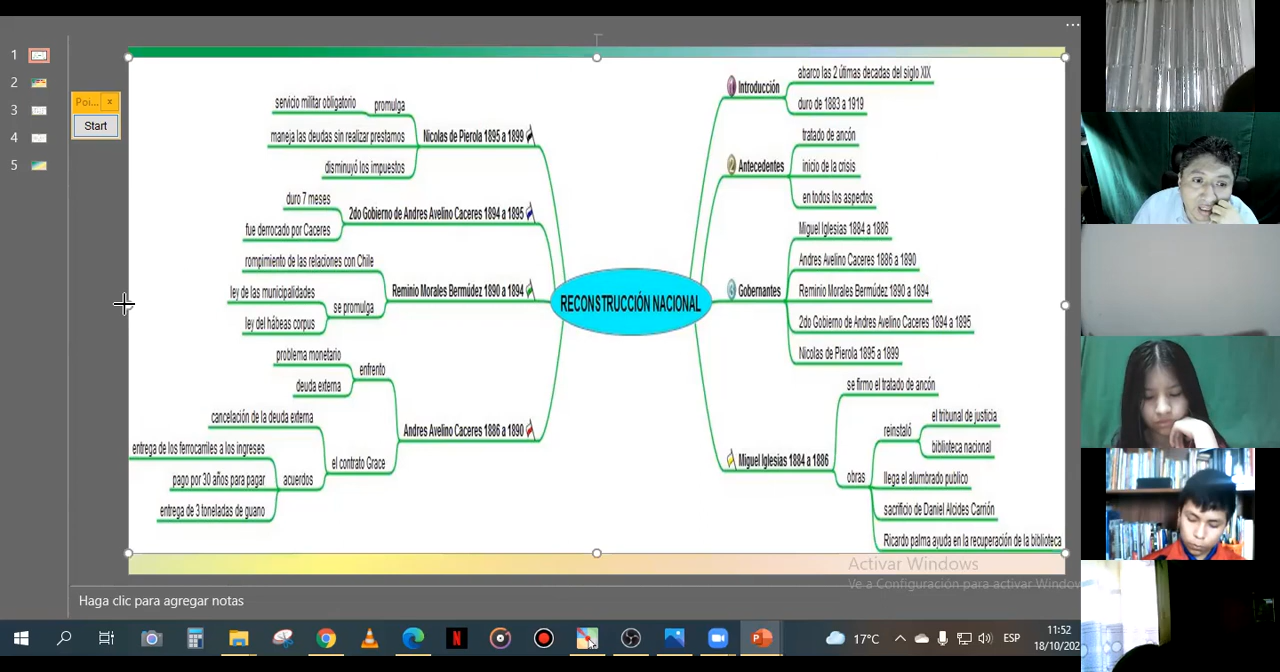 1
2
3
4
5
Poi... x
Start
RECONSTRUCCIÓN NACIONAL
Introducción
abarco las 2 útimas decadas del siglo XIX
duro de 1883 a 1919
Antecedentes
tratado de ancón
inicio de la crisis
en todos los aspectos
Gobernantes
Miguel Iglesias 1884 a 1886
Andres Avelino Caceres 1886 a 1890
Reminio Morales Bermúdez 1890 a 1894
2do Gobierno de Andres Avelino Caceres 1894 a 1895
Nicolas de Pierola 1895 a 1899
Miguel Iglesias 1884 a 1886
se firmo el tratado de ancón
obras
reinstaló
el tribunal de justicia
biblioteca nacional
llega el alumbrado publico
sacrificio de Daniel Alcides Carrión
Ricardo palma ayuda en la recuperación de la biblioteca
Nicolas de Pierola 1895 a 1899
promulga
servicio militar obligatorio
maneja las deudas sin realizar prestamos
disminuyó los impuestos
2do Gobierno de Andres Avelino Caceres 1894 a 1895
duro 7 meses
fue derrocado por Caceres
Reminio Morales Bermúdez 1890 a 1894
rompimiento de las relaciones con Chile
se promulga
ley de las municipalidades
ley del hábeas corpus
Andres Avelino Caceres 1886 a 1890
enfrento
problema monetario
deuda externa
el contrato Grace
cancelación de la deuda externa
acuerdos
entrega de los ferrocarriles a los ingreses
pago por 30 años para pagar
entrega de 3 toneladas de guano
Activar Windows
Ve a Configuración para activar Window
Haga clic para agregar notas
17°C
ESP
11:52
18/10/202